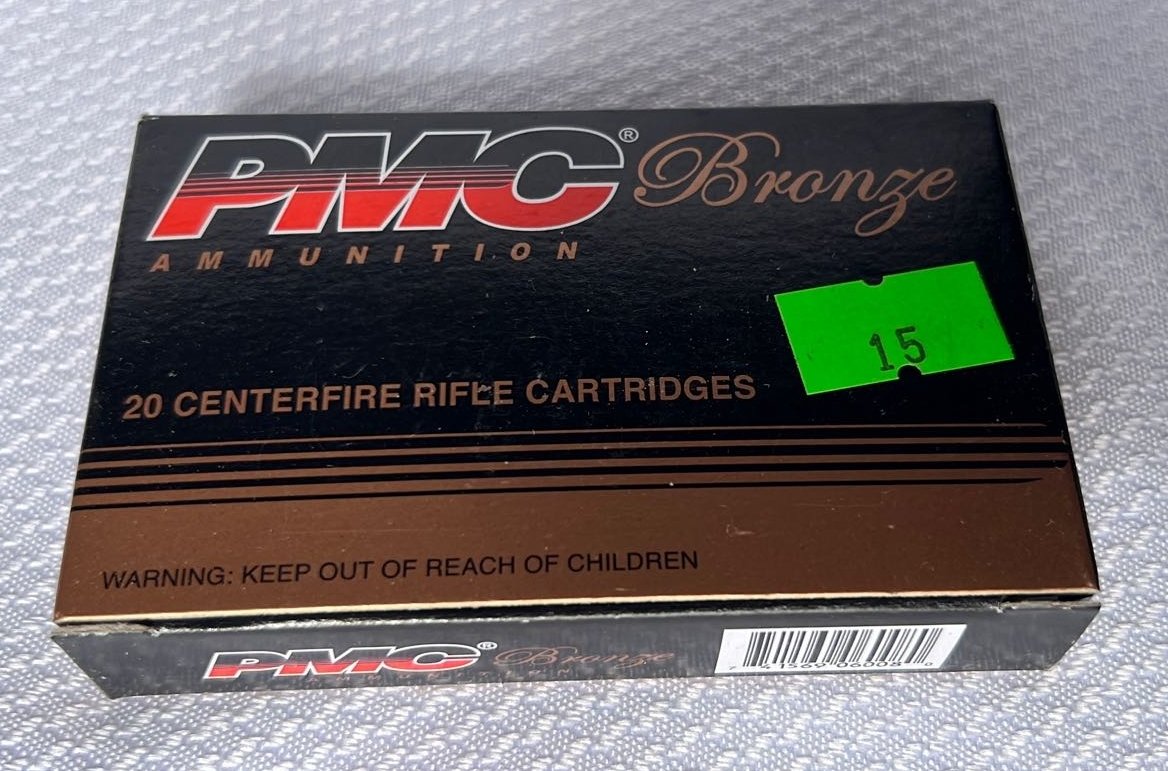 PMC® Bronze
AMMUNITION
15
20 CENTERFIRE RIFLE CARTRIDGES
WARNING: KEEP OUT OF REACH OF CHILDREN
PMC® Bronze